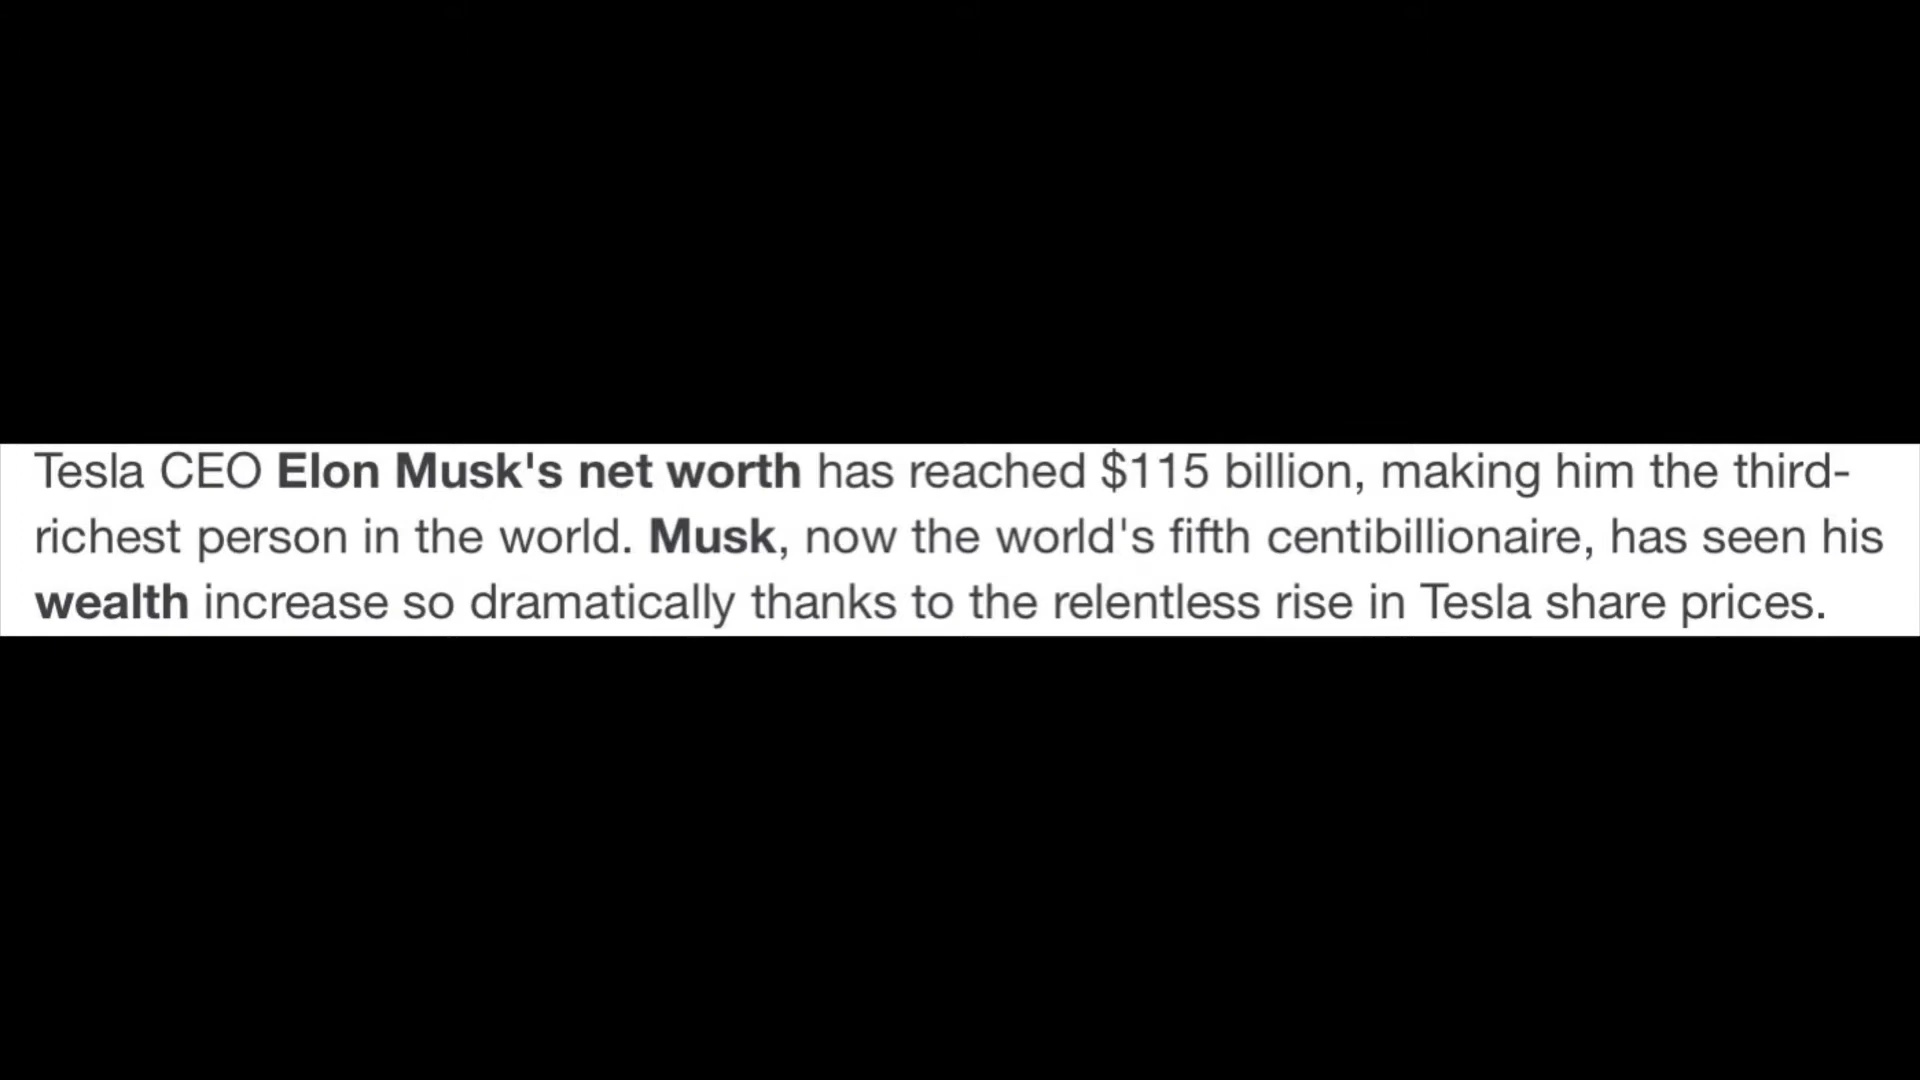 Tesla CEO Elon Musk's net worth has reached $115 billion, making him the third-
richest person in the world. Musk, now the world's fifth centibillionaire, has seen his
wealth increase so dramatically thanks to the relentless rise in Tesla share prices.